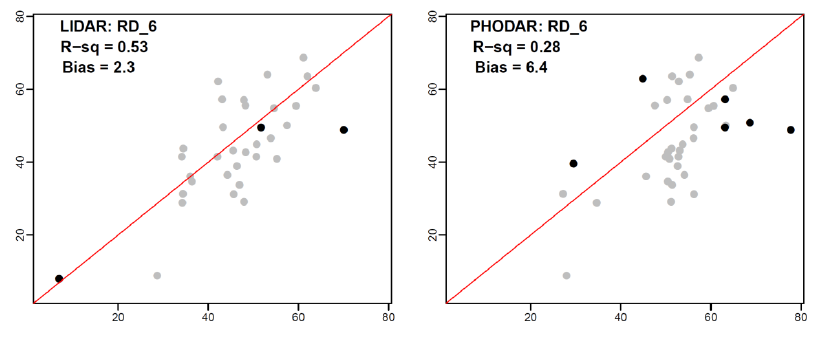 LIDAR: RD_6
R-sq = 0.53
Bias = 2.3
80
60
40
20
20
40
60
80
PHODAR: RD_6
R-sq = 0.28
Bias = 6.4
80
60
40
20
20
40
60
80